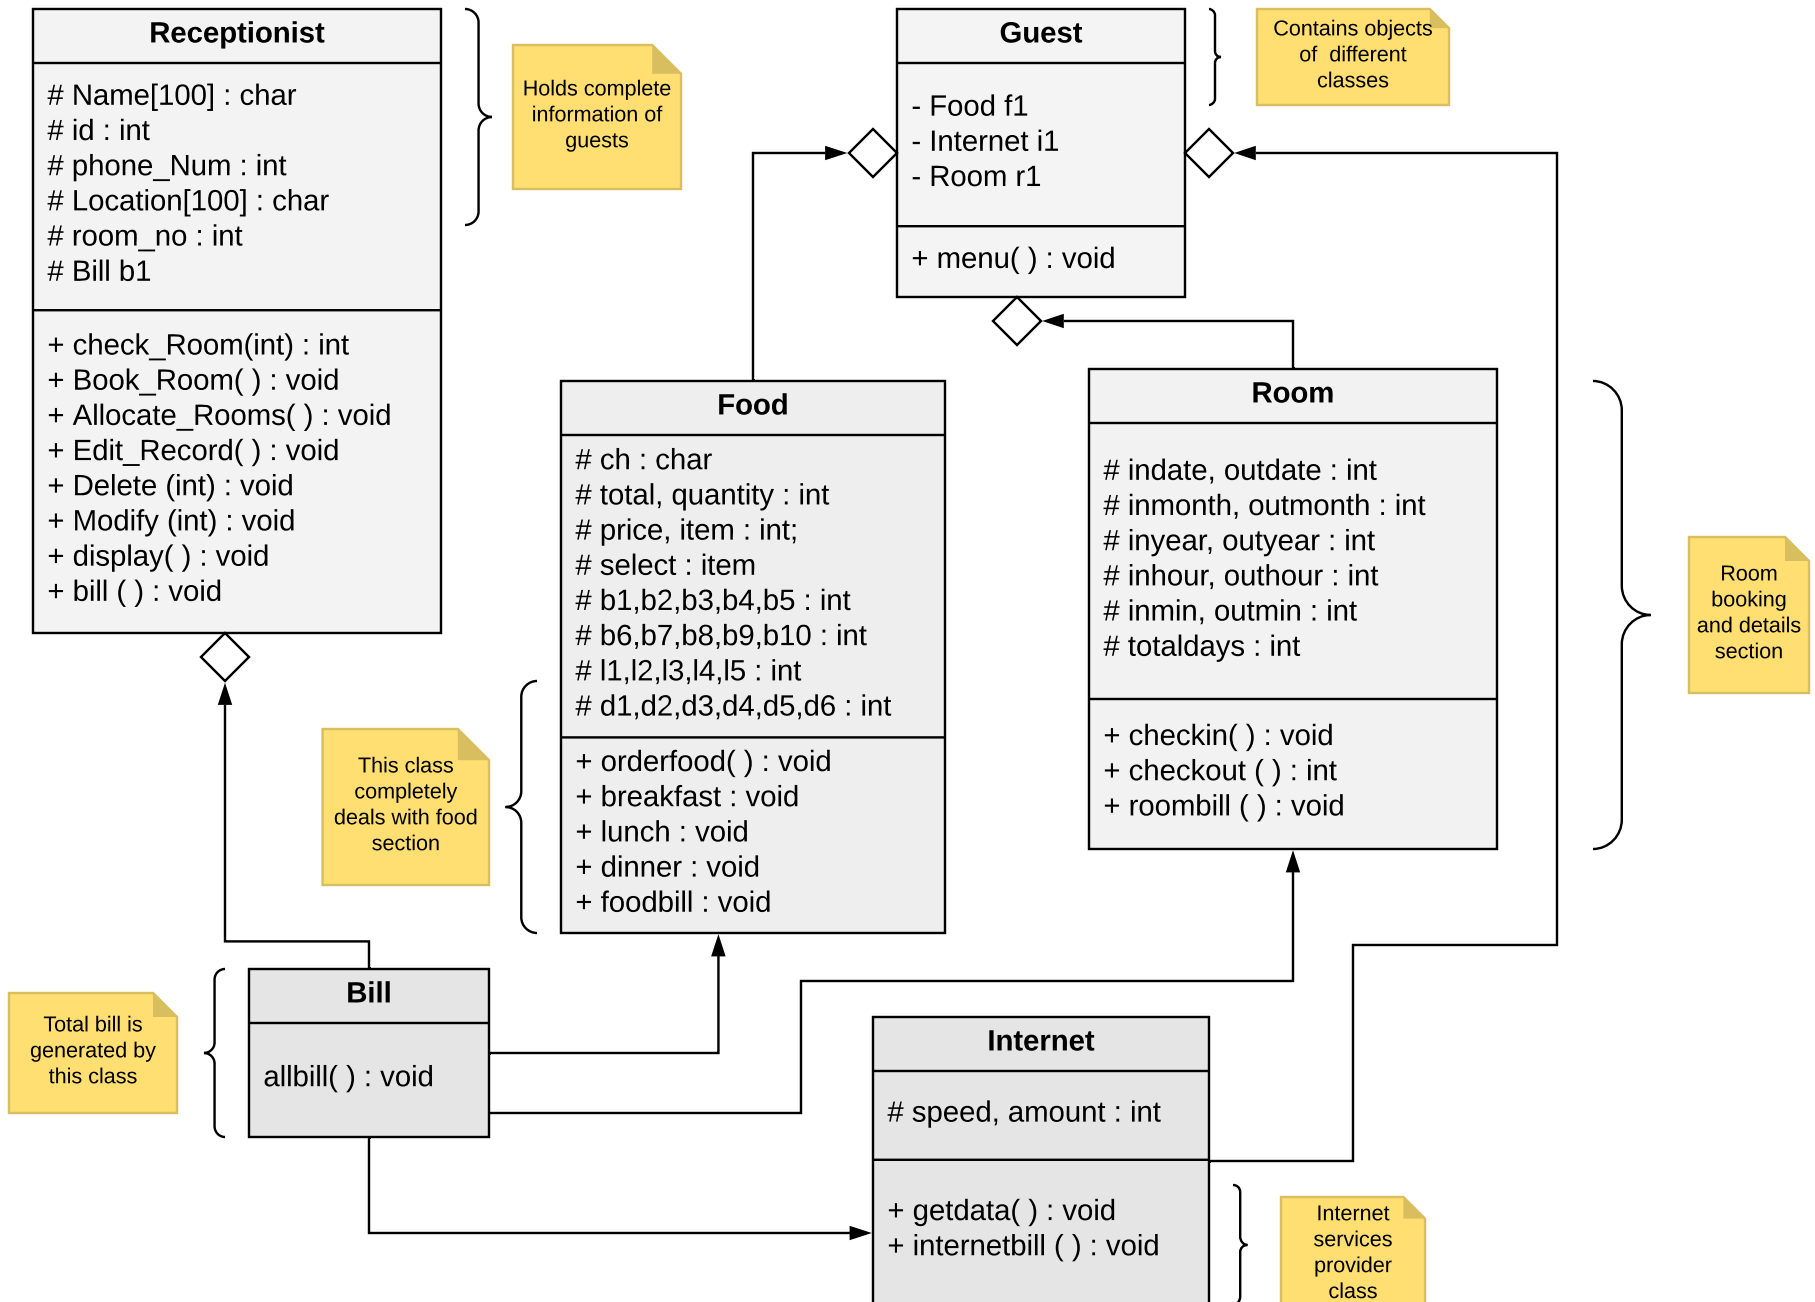 Receptionist
# Name[100] : char
# id : int
# phone_Num : int
# Location[100] : char
# room_no : int
# Bill b1
+ check_Room(int) : int
+ Book_Room( ) : void
+ Allocate_Rooms( ) : void
+ Edit_Record( ) : void
+ Delete (int) : void
+ Modify (int) : void
+ display( ) : void
+ bill ( ) : void
Holds complete
information of
guests
Guest
- Food f1
- Internet i1
- Room r1
+ menu( ) : void
Contains objects
of  different
classes
Food
# ch : char
# total, quantity : int
# price, item : int;
# select : item
# b1,b2,b3,b4,b5 : int
# b6,b7,b8,b9,b10 : int
# l1,l2,l3,l4,l5 : int
# d1,d2,d3,d4,d5,d6 : int
+ orderfood( ) : void
+ breakfast : void
+ lunch : void
+ dinner : void
+ foodbill : void
This class
completely
deals with food
section
Room
# indate, outdate : int
# inmonth, outmonth : int
# inyear, outyear : int
# inhour, outhour : int
# inmin, outmin : int
# totaldays : int
+ checkin( ) : void
+ checkout ( ) : int
+ roombill ( ) : void
Room
booking
and details
section
Bill
allbill( ) : void
Total bill is
generated by
this class
Internet
# speed, amount : int
+ getdata( ) : void
+ internetbill ( ) : void
Internet
services
provider
class